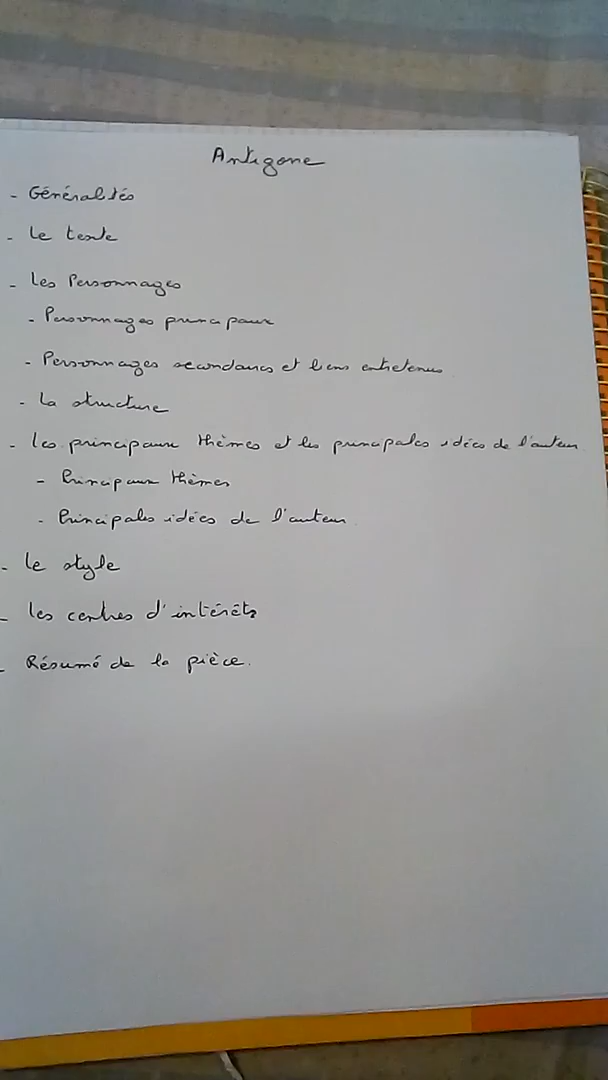 Antigone
- Généralités
- Le texte
- Les Personnages
- Personnages principaux
- Personnages secondaires et liens entretenus
- La structure
- Les principaux thèmes et les principales idées de l'auteur
- Principaux thèmes
- Principales idées de l'auteur
- Le style
- Les centres d'intérêts
- Résumé de la pièce.